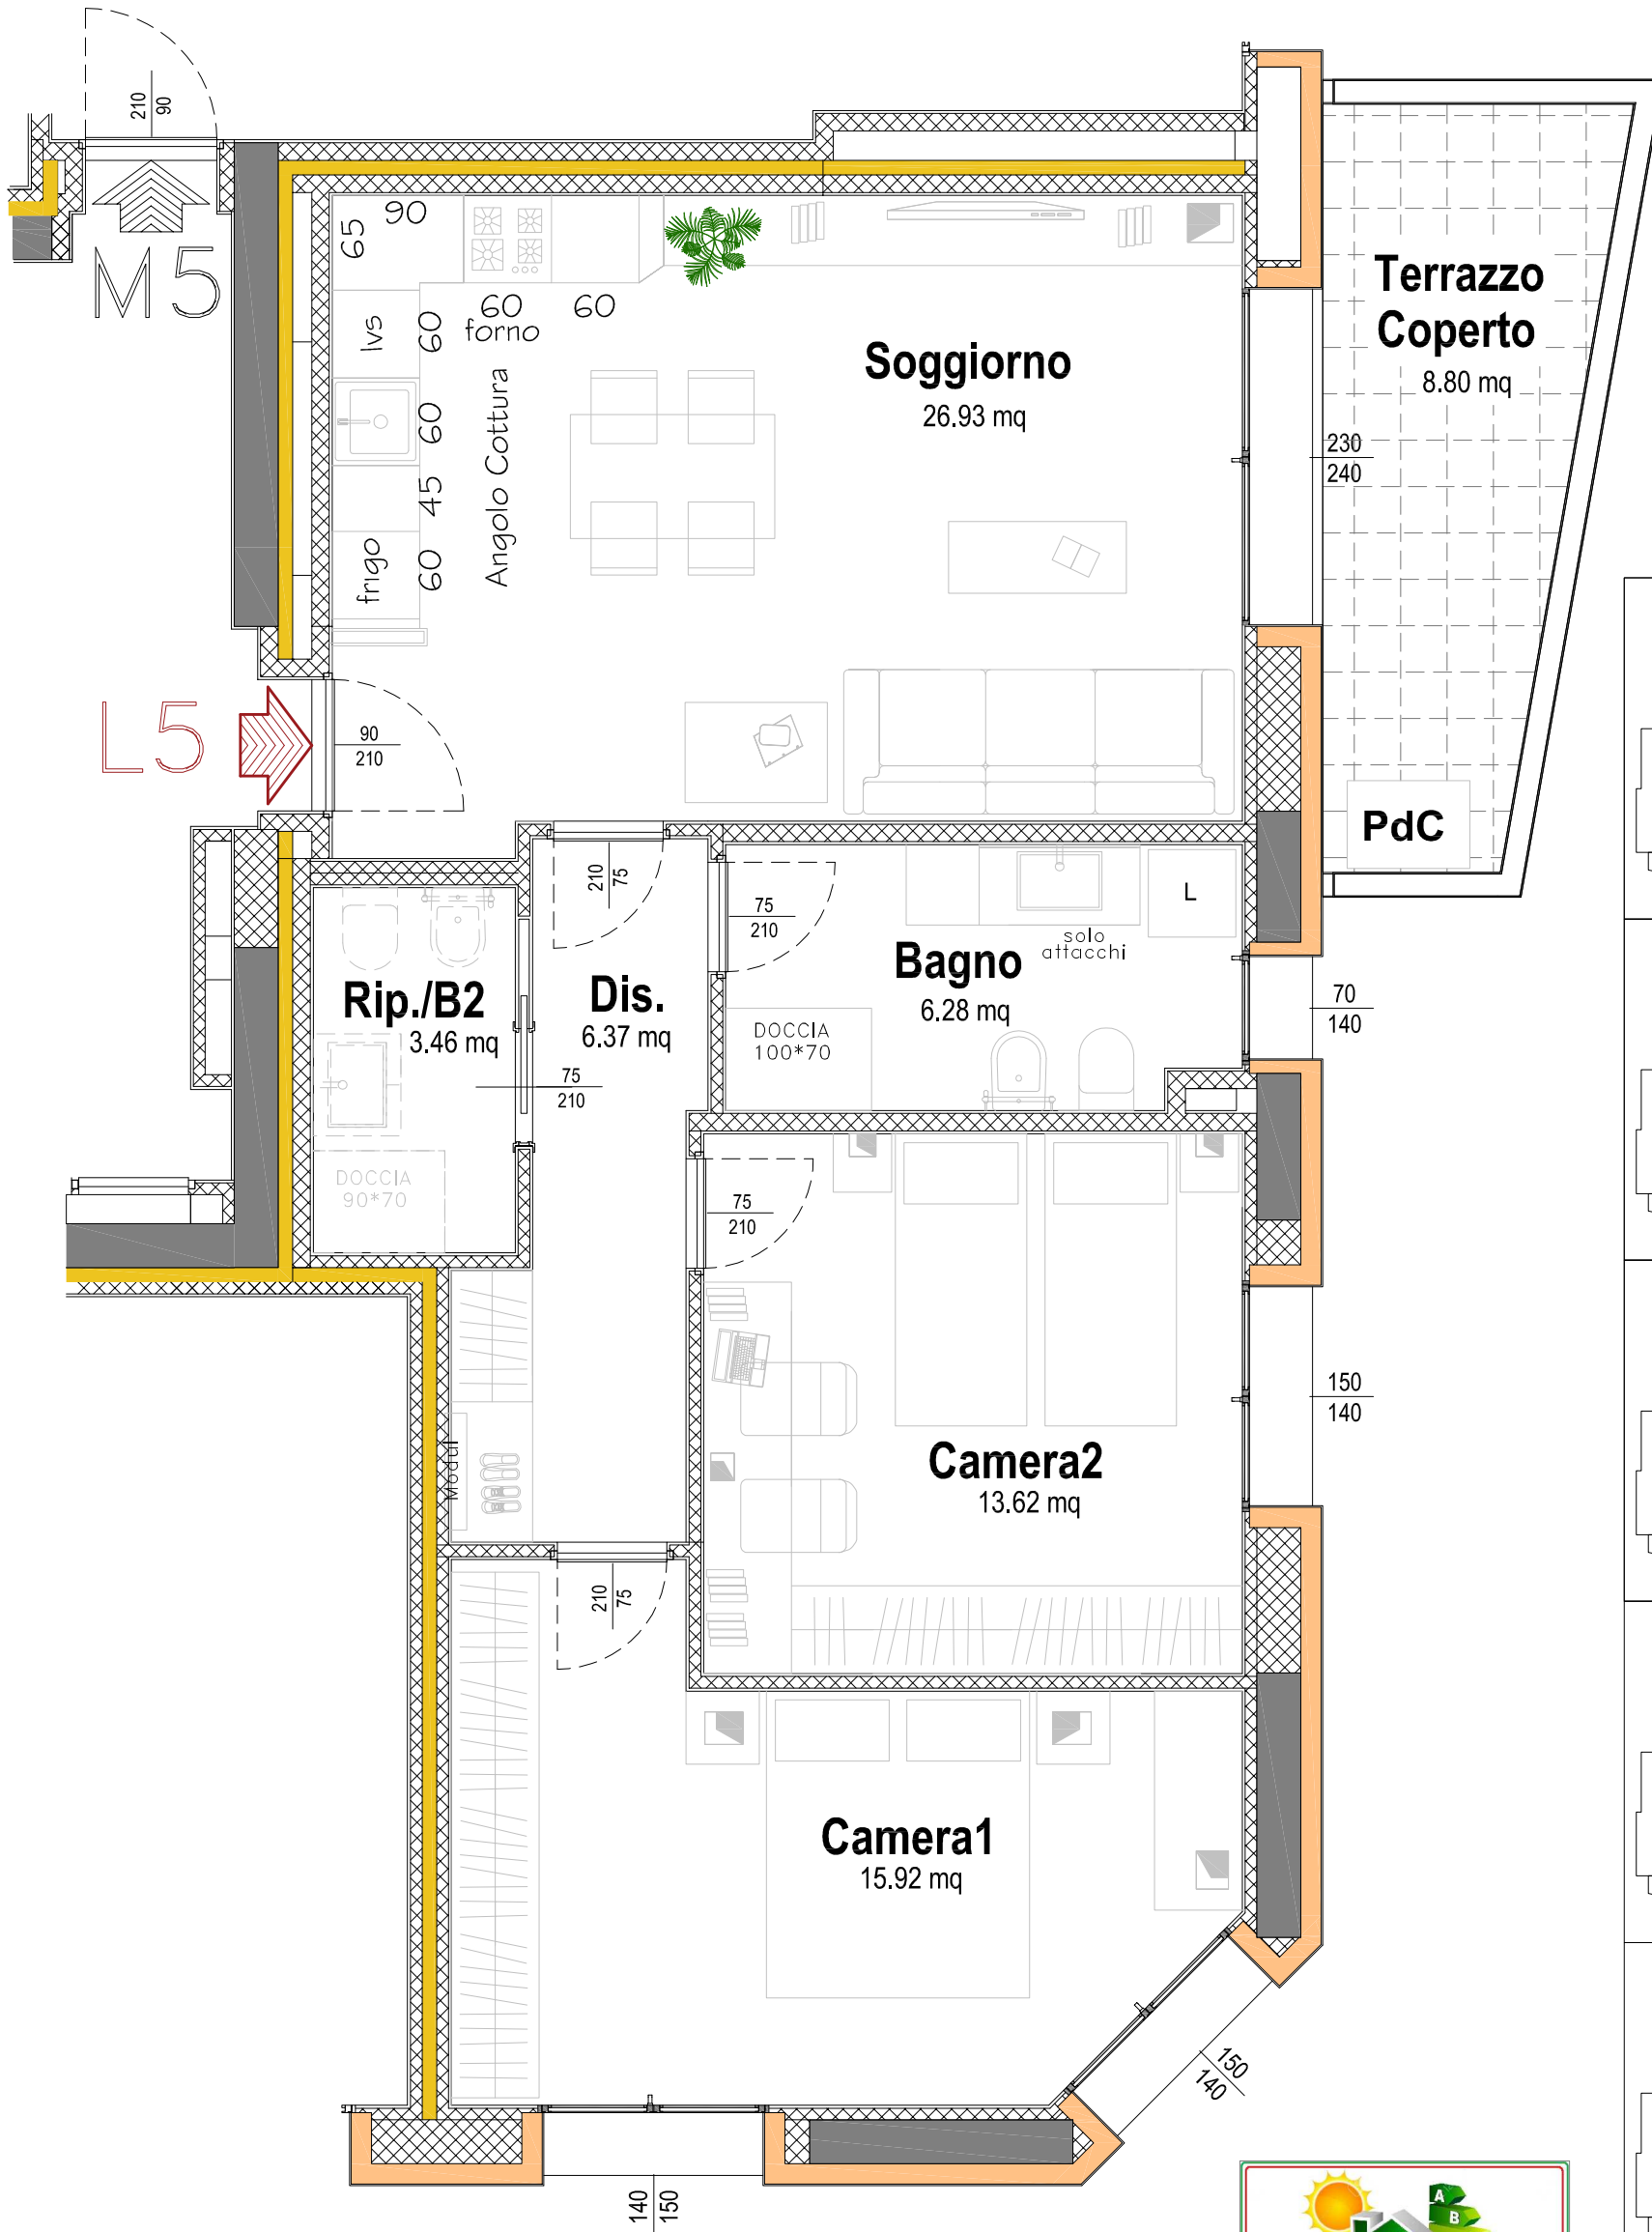 210
90
M5
65
90
60
forno
60
lvs
60
60
45
60
frigo
Angolo Cottura
Soggiorno
26.93 mq
Terrazzo
Coperto
8.80 mq
230
240
PdC
L5
90
210
210
75
75
210
L
solo
attacchi
Bagno
6.28 mq
DOCCIA
100*70
70
140
Rip./B2
3.46 mq
Dis.
6.37 mq
75
210
DOCCIA
90*70
75
210
150
140
Camera2
13.62 mq
Modul
210
75
Camera1
15.92 mq
150
140
140
150
A
B